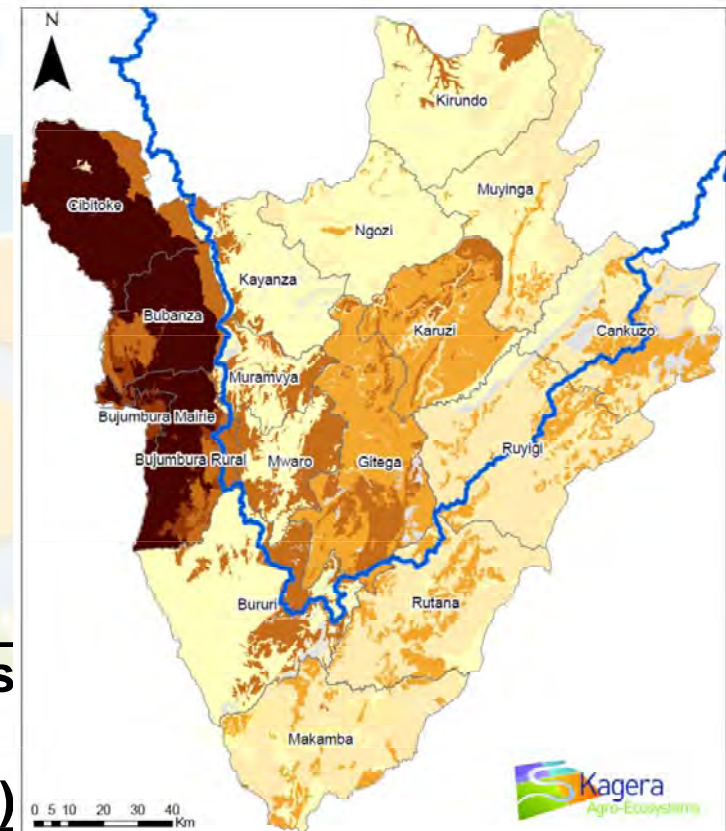 N
Kirundo
Muyinga
Cibitoke
Ngozi
Kayanza
Bubanza
Karuzi
Cankuzo
Muramvya
Bujumbura Mairie
Bujumbura Rural
Mwaro
Gitega
Ruyigi
Bururi
Rutana
s
Makamba
)
0 5 10 20 30 40
Km
Kagera
Agro-Ecosystems